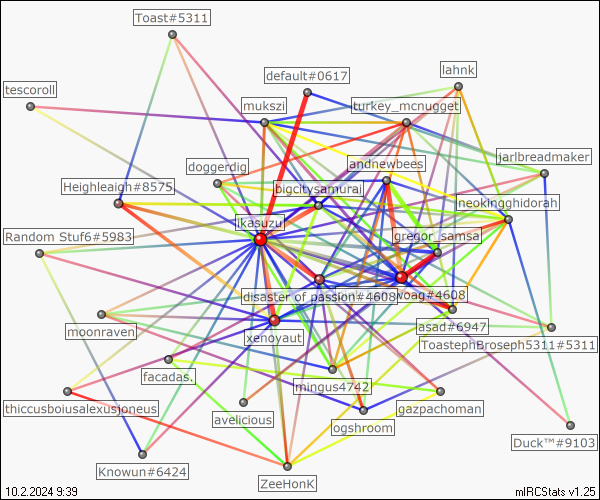 Toast#5311
lahnk
default#0617
tescoroll
mukszi
turkey_mcnugget
andnewbees
jarlbreadmaker
doggerdig
Heighleaigh#8575
bigcitysamurai
neokingghidorah
ikasuzu
Random Stuf6#5983
gregor_samsa
disaster of passion#4608
woag#4608
moonraven
xenoyaut
asad#6947
ToastephBroseph5311#5311
facadas.
mingus4742
thiccusboiusalexusjoneus
avelicious
gazpachoman
ogshroom
Duck™#9103
Knowun#6424
ZeeHonK
10.2.2024 9:39
mIRCStats v1.25